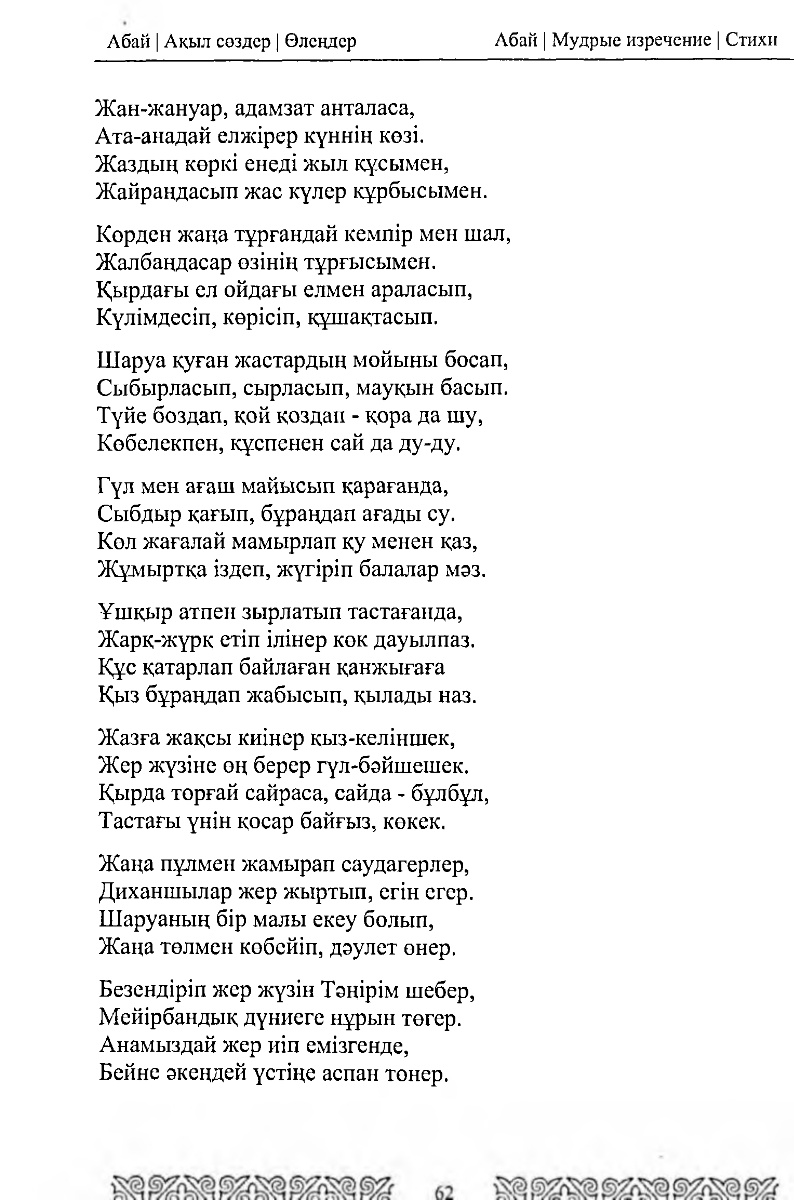 Абай | Ақыл сөздер | Өлеңдер
Абай | Мудрые изречение | Стихи
Жан-жануар, адамзат анталаса,
Ата-анадай елжірер күннің көзі.
Жаздың көркі енеді жыл құсымен,
Жайраңдасып жас күлер құрбысымен.
Корден жаңа тұрғандай кемпір мен шал,
Жалбаңдасар өзінің тұрғысымен.
Қырдағы ел ойдағы елмен араласып,
Күлімдесіп, көрісіп, құшақтасып.
Шаруа қуған жастардың мойыны босап,
Сыбырласып, сырласып, мауқын басып.
Түйе боздап, қой қоздап - қора да шу,
Көбелекпен, құспенен сай да ду-ду.
Гүл мен ағаш майысып қарағанда,
Сыбдыр қағып, бұраңдап ағады су.
Кол жағалай мамырлап қу менен қаз,
Жұмыртқа іздеп, жүгіріп балалар мәз.
Ұшқыр атпен зырлатып тастағанда,
Жарқ-жүрк етіп ілінер кок дауылпаз.
Құс қатарлап байлаған қанжығаға
Қыз бұраңдап жабысып, қылады наз.
Жазға жақсы киінер қыз-келіншек,
Жер жүзіне өң берер гүл-бәйшешек.
Қырда торғай сайраса, сайда - бұлбұл,
Тастағы үнін қосар байғыз, көкек.
Жаңа пұлмен жамырап саудагерлер,
Диханшылар жер жыртып, егін егер.
Шаруаның бір малы екеу болып,
Жаңа төлмен кобейіп, дәулет өнер.
Безендіріп жер жүзін Тәңірім шебер,
Мейірбандық дүниеге нұрын төгер.
Анамыздай жер иіп емізгенде,
Бейне әкеңдей үстіңе аспан тонер.
62